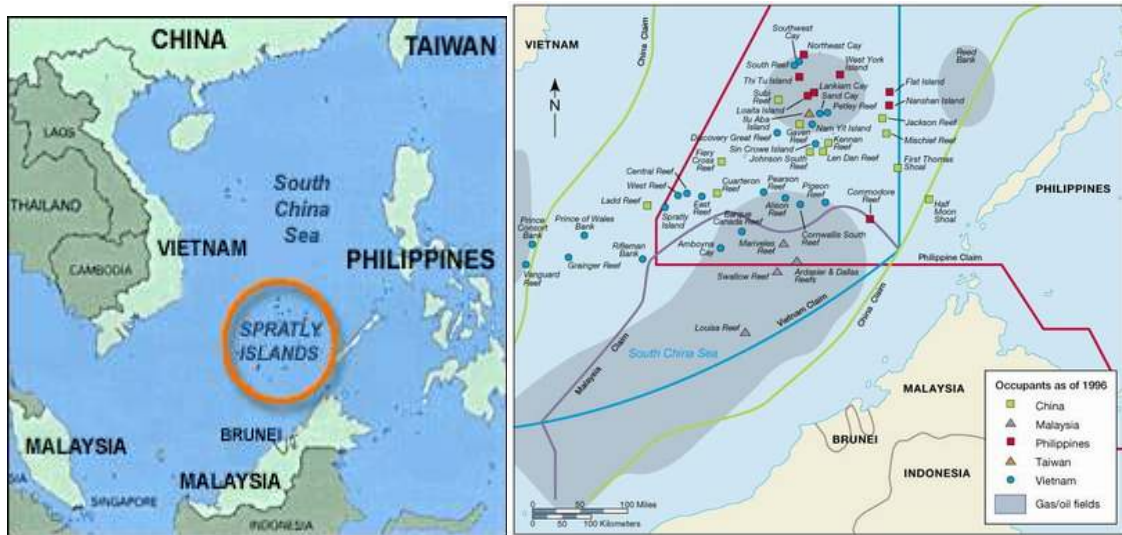 CHINA
TAIWAN
LAOS
South
China
Sea
THAILAND
VIETNAM
CAMBODIA
PHILIPPINES
SPRATLY
ISLANDS
MALAYSIA
BRUNEI
MALAYSIA
SINGAPORE
INDONESIA
VIETNAM
China Claim
N
Southwest
Cay
Northwest Cay
South Reef
West York
Island
Thi Tu Island
Lankiam Cay
Subi
Reef
Sand Cay
Loaita Island
Petley Reef
Itu Aba
Island
Gaven
Reef
Nam Yit Island
Discovery Great Reef
Kennan
Reef
Sin Crowe Island
Johnson South
Reef
Len Dan Reef
Fiery
Cross
Reef
Reed
Bank
Flat Island
Nanshan Island
Jackson Reef
Mischief Reef
First Thomas
Shoal
Half
Moon
Shoal
PHILIPPINES
Central Reef
West Reef
Ladd Reef
Cuarteron
Reef
East
Reef
Spratly
Island
Pearson
Reef
Pigeon
Reef
Alison
Reef
Commodore
Reef
Prince
Consort
Bank
Prince of Wales
Bank
Vanguard
Reef
Grainger Reef
Rifleman
Bank
Amboyna
Cay
Barque
Canada Reef
Cornwallis South
Reef
Mariveles
Reef
Swallow Reef
Ardasier & Dallas
Reefs
Philippine Claim
Louisa Reef
Vietnam Claim
China Claim
Malaysia
Claim
South China Sea
MALAYSIA
BRUNEI
INDONESIA
0 50 100 Miles
0 50 100 Kilometers
Occupants as of 1996
China
Malaysia
Philippines
Taiwan
Vietnam
Gas/oil fields